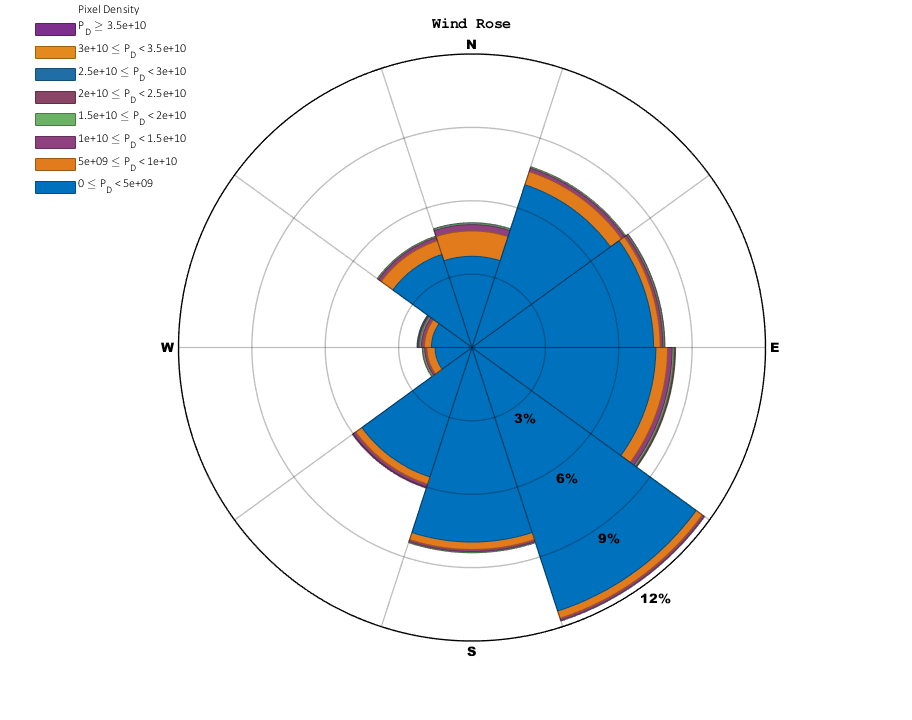 Pixel Density
P_D ≥ 3.5e+10
3e+10 ≤ P_D < 3.5e+10
2.5e+10 ≤ P_D < 3e+10
2e+10 ≤ P_D < 2.5e+10
1.5e+10 ≤ P_D < 2e+10
1e+10 ≤ P_D < 1.5e+10
5e+09 ≤ P_D < 1e+10
0 ≤ P_D < 5e+09
Wind Rose
N
W
E
3%
6%
9%
12%
S